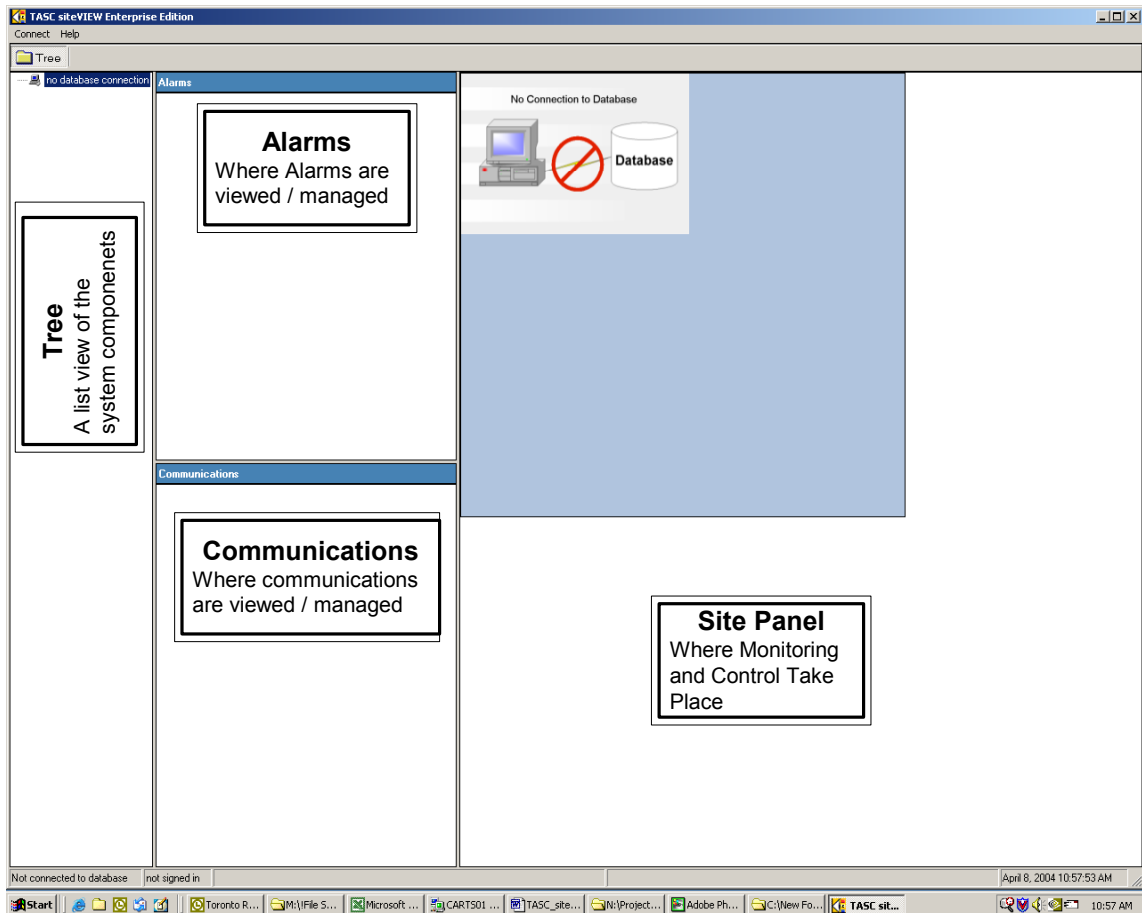 TASC siteVIEW Enterprise Edition
Connect Help
Tree
no database connection
Alarms
Alarms
Where Alarms are
viewed / managed
No Connection to Database
Database
Tree
A list view of the
system componenets
Communications
Communications
Where communications
are viewed / managed
Site Panel
Where Monitoring
and Control Take
Place
Not connected to database
not signed in
April 8, 2004 10:57:53 AM
Start
Toronto R...
M:\!File S...
Microsoft ...
CARTS01 ...
TASC_site...
N:\Project...
Adobe Ph...
C:\New Fo...
TASC sit...
10:57 AM